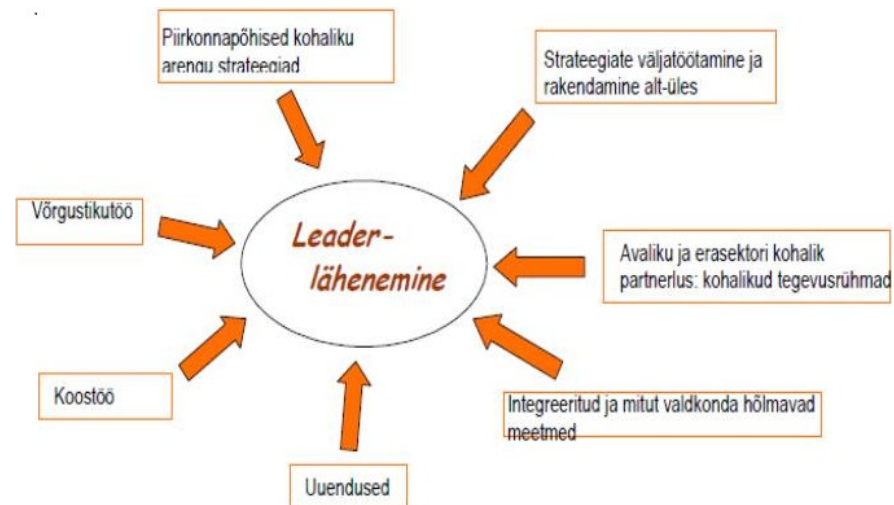 Piirkonnapõhised kohaliku
arengu strateegiad
Strateegiate väljatöötamine ja
rakendamine alt-üles
Võrgustikutöö
Leader-
lähenemine
Avaliku ja erasektori kohalik
partnerlus: kohalikud tegevusrühmad
Koostöö
Integreeritud ja mitut valdkonda hõlmavad
meetmed
Uuendused